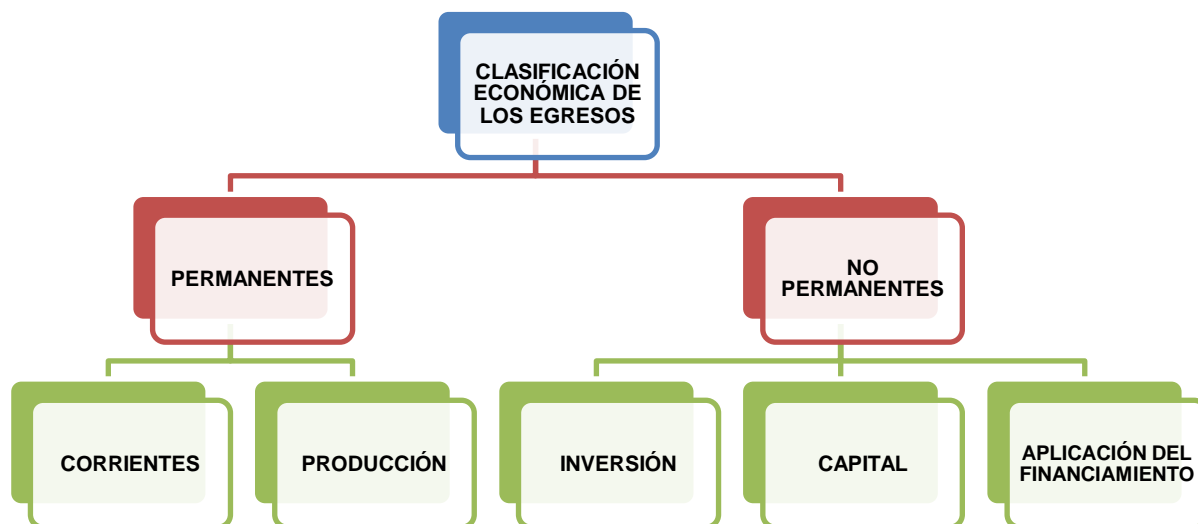 CLASIFICACIÓN
ECONÓMICA DE
LOS EGRESOS
PERMANENTES
NO
PERMANENTES
CORRIENTES
PRODUCCIÓN
INVERSIÓN
CAPITAL
APLICACIÓN DEL
FINANCIAMIENTO